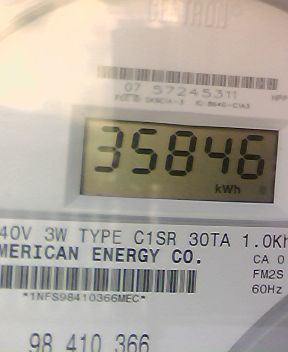 CENTRON
07 57245311
35846
kWh
40V 3W TYPE C1SR 30TA 1.0Kh
MERICAN ENERGY CO.
CA 0
FM2S
*1NFS98410366MEC*
60Hz
98 410 366